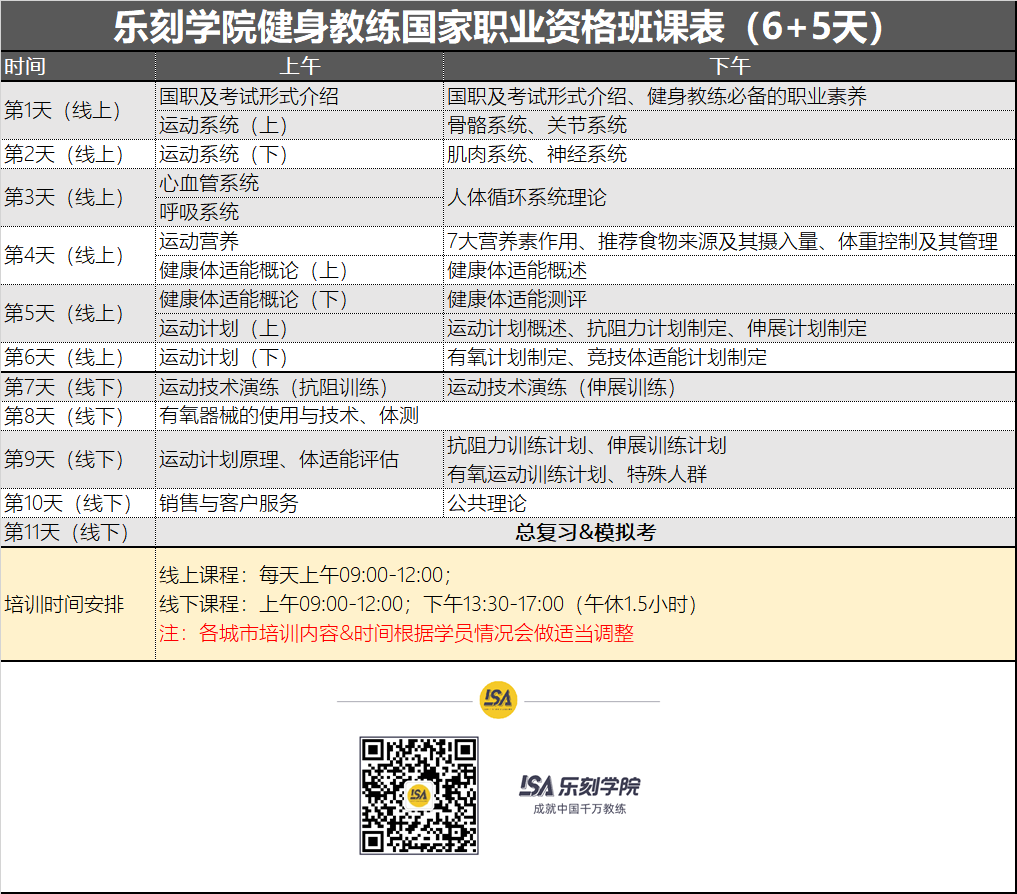 乐刻学院健身教练国家职业资格班课表（6+5天）
时间 上午 下午
第1天（线上） 国职及考试形式介绍 国职及考试形式介绍、健身教练必备的职业素养
运动系统（上） 骨骼系统、关节系统
第2天（线上） 运动系统（下） 肌肉系统、神经系统
第3天（线上） 心血管系统 人体循环系统理论
呼吸系统
第4天（线上） 运动营养 7大营养素作用、推荐食物来源及其摄入量、体重控制及其管理
健康体适能概论（上） 健康体适能概述
第5天（线上） 健康体适能概论（下） 健康体适能测评
运动计划（上） 运动计划概述、抗阻力计划制定、伸展计划制定
第6天（线上） 运动计划（下） 有氧计划制定、竞技体适能计划制定
第7天（线下） 运动技术演练（抗阻训练） 运动技术演练（伸展训练）
第8天（线下） 有氧器械的使用与技术、体测
第9天（线下） 运动计划原理、体适能评估 抗阻力训练计划、伸展训练计划
有氧运动训练计划、特殊人群
第10天（线下） 销售与客户服务 公共理论
第11天（线下） 总复习&模拟考
培训时间安排
线上课程：每天上午09:00-12:00；
线下课程：上午09:00-12:00；下午13:30-17:00（午休1.5小时）
注：各城市培训内容&时间根据学员情况会做适当调整
LSA
LSA
LSA 乐刻学院
成就中国千万教练